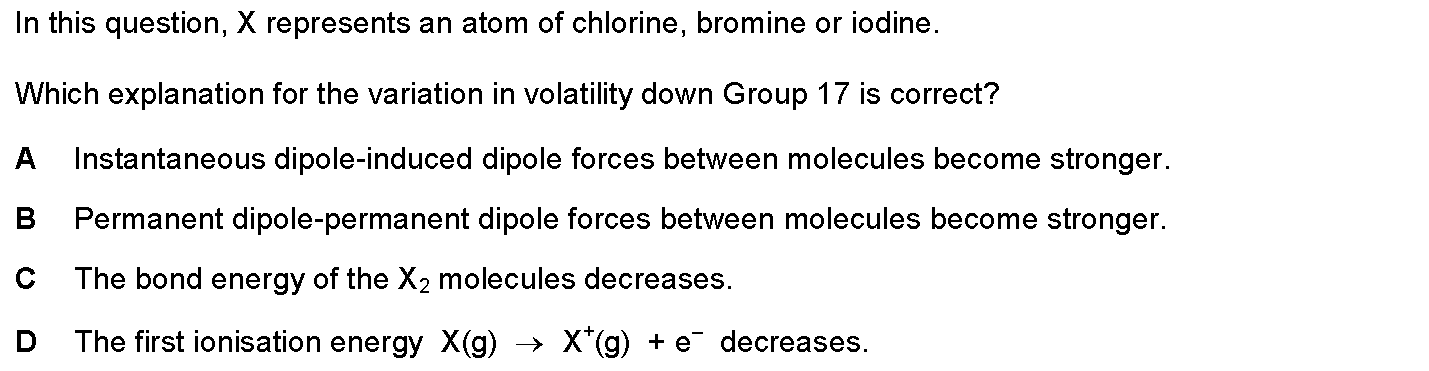 In this question, X represents an atom of chlorine, bromine or iodine.
Which explanation for the variation in volatility down Group 17 is correct?
A Instantaneous dipole-induced dipole forces between molecules become stronger.
B Permanent dipole-permanent dipole forces between molecules become stronger.
C The bond energy of the X₂ molecules decreases.
D The first ionisation energy X(g) → X⁺(g) + e⁻ decreases.